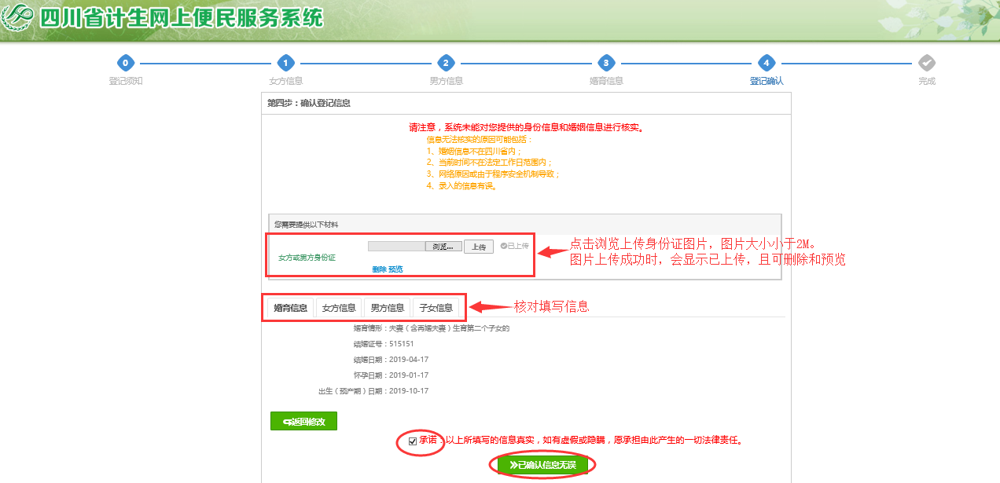 四川省计生网上便民服务系统
0 1 2 3 4
登记须知 女方信息 男方信息 婚育信息 登记确认 完成
第四步：确认登记信息
请注意，系统未能对您提供的身份信息和婚姻信息进行核实。
信息无法核实的原因可能包括：
1、婚姻信息不在四川省内；
2、当前时间不在法定工作日范围内；
3、网络原因或由于程序安全机制导致；
4、录入的信息有误。
您需要提供以下材料
女方或男方身份证 浏览... 上传 已上传
删除 预览
点击浏览上传身份证图片，图片大小小于2M。
图片上传成功时，会显示已上传，且可删除和预览
婚育信息 女方信息 男方信息 子女信息
核对填写信息
婚育情形：夫妻（含再婚夫妻）生育第二个子女的
结婚证号：515151
结婚日期：2019-04-17
怀孕日期：2019-01-17
出生（预产期）日期：2019-10-17
返回修改
承诺：以上所填写的信息真实，如有虚假或隐瞒，愿承担由此产生的一切法律责任。
已确认信息无误